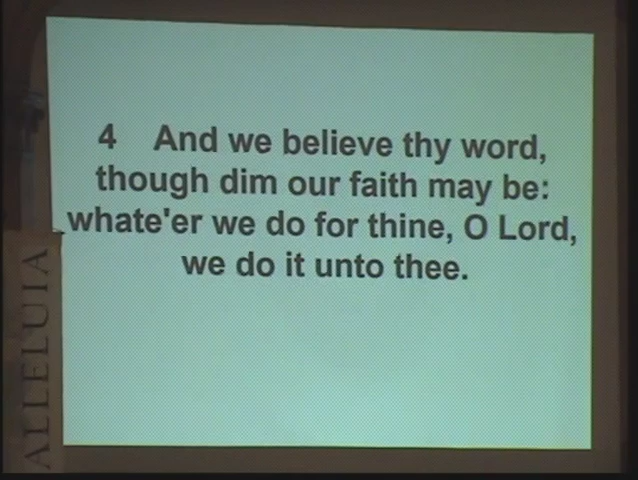 4 And we believe thy word,
though dim our faith may be:
whate'er we do for thine, O Lord,
we do it unto thee.
ALLELUIA